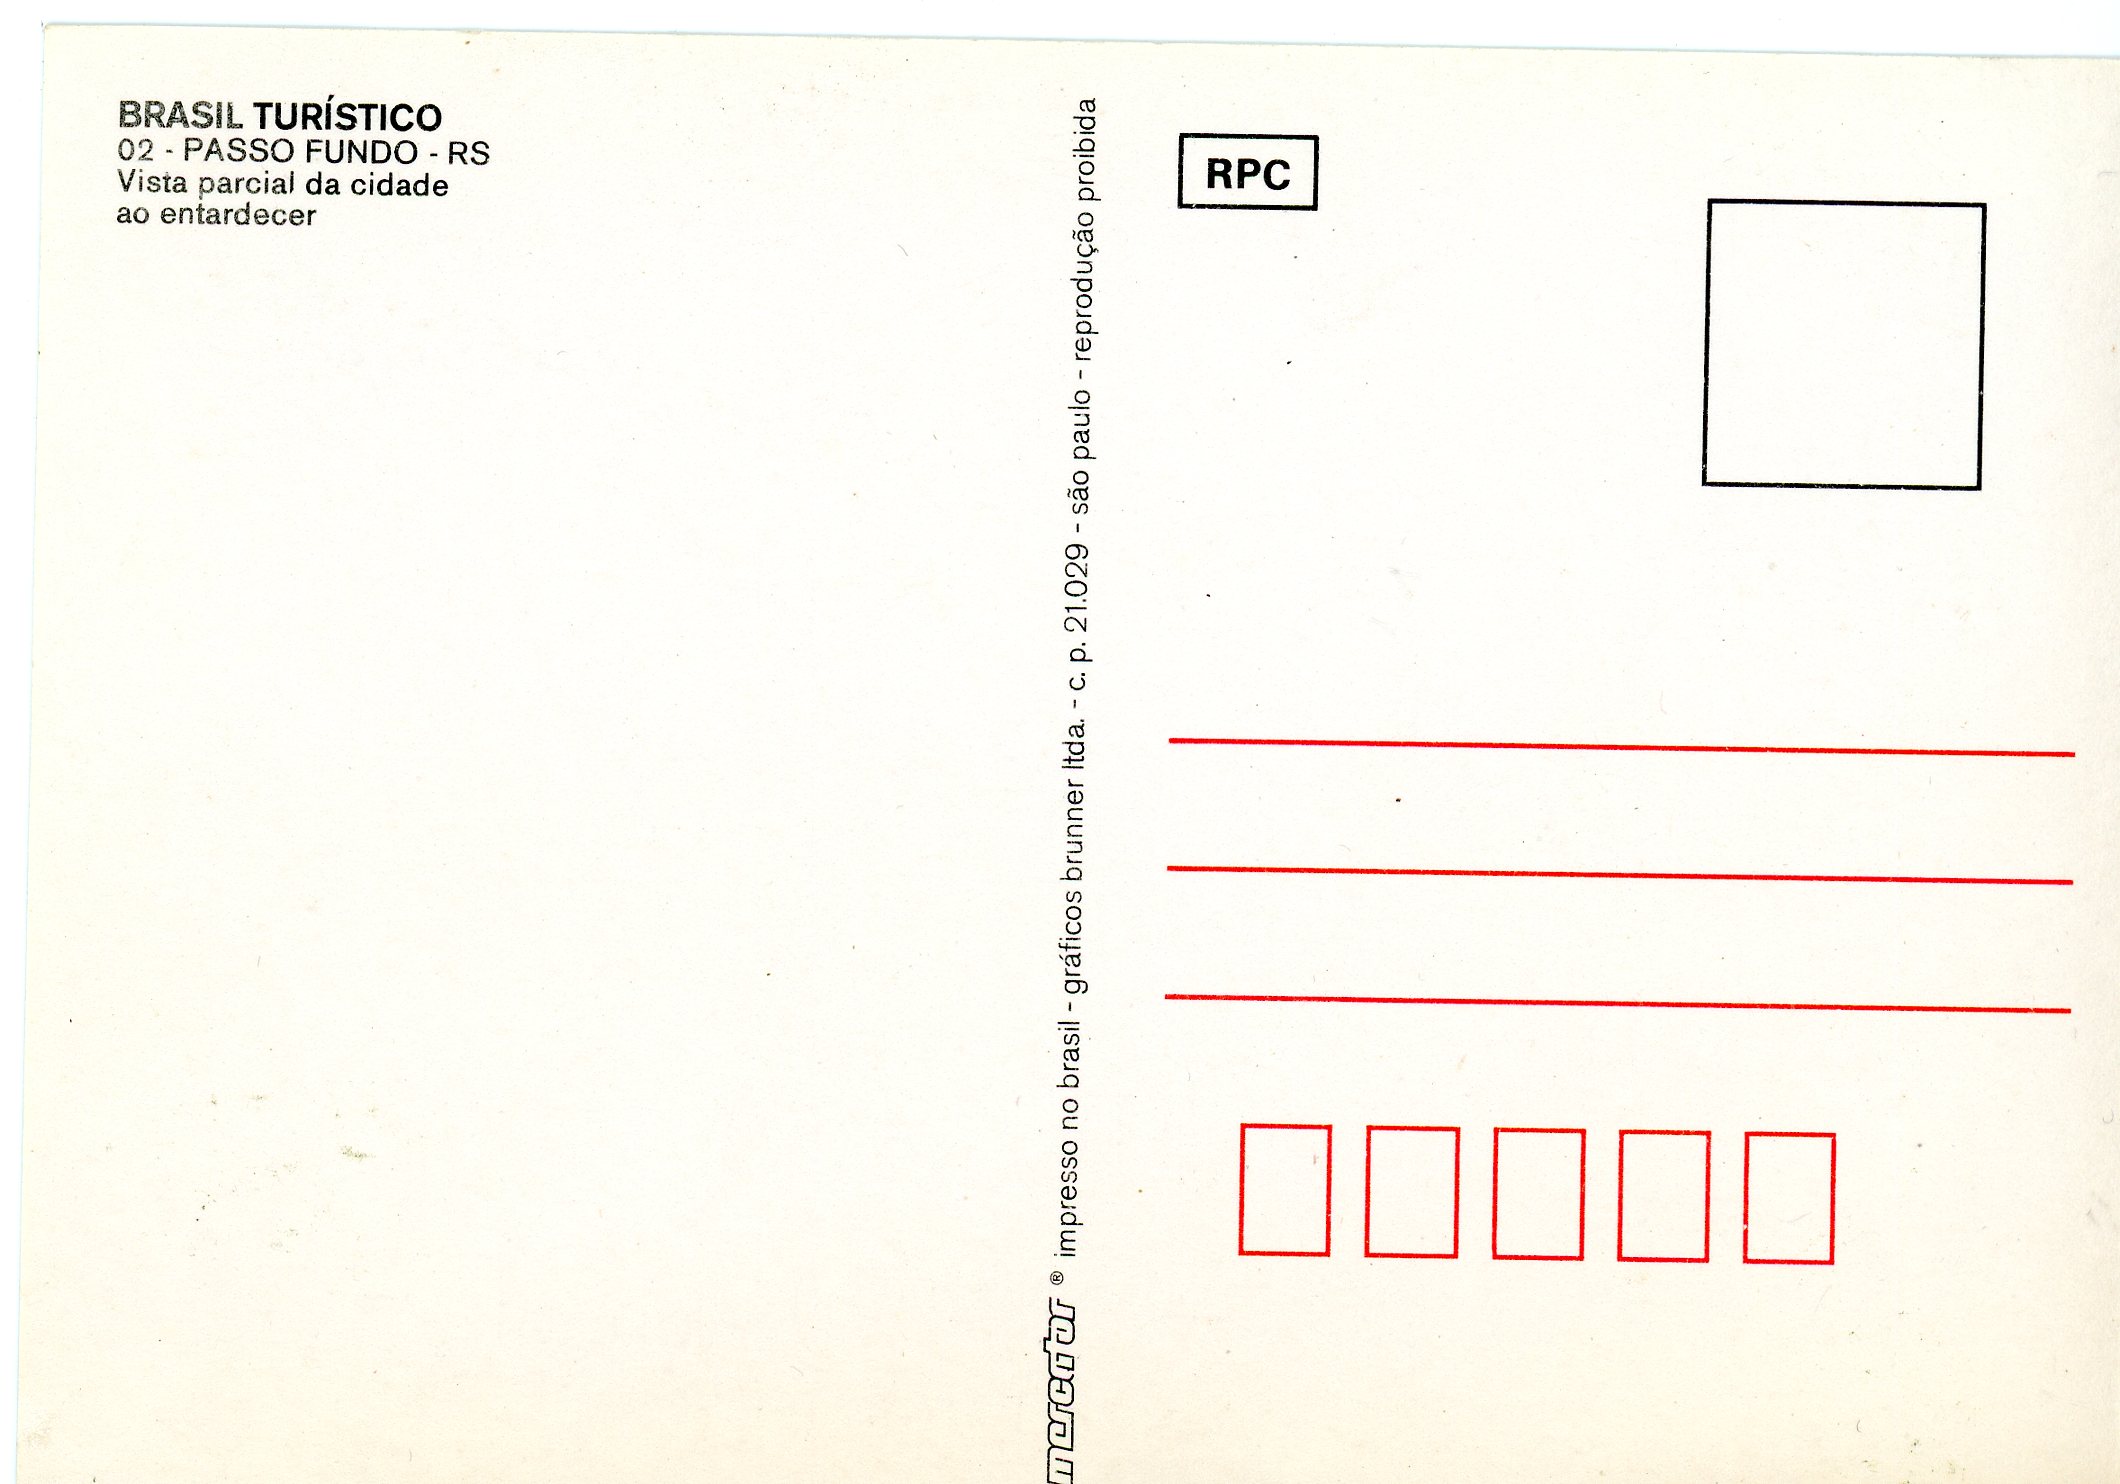 BRASIL TURÍSTICO
02 - PASSO FUNDO - RS
Vista parcial da cidade
ao entardecer
mercator ® impresso no brasil - gráficos brunner ltda. - c. p. 21.029 - são paulo - reprodução proibida
RPC